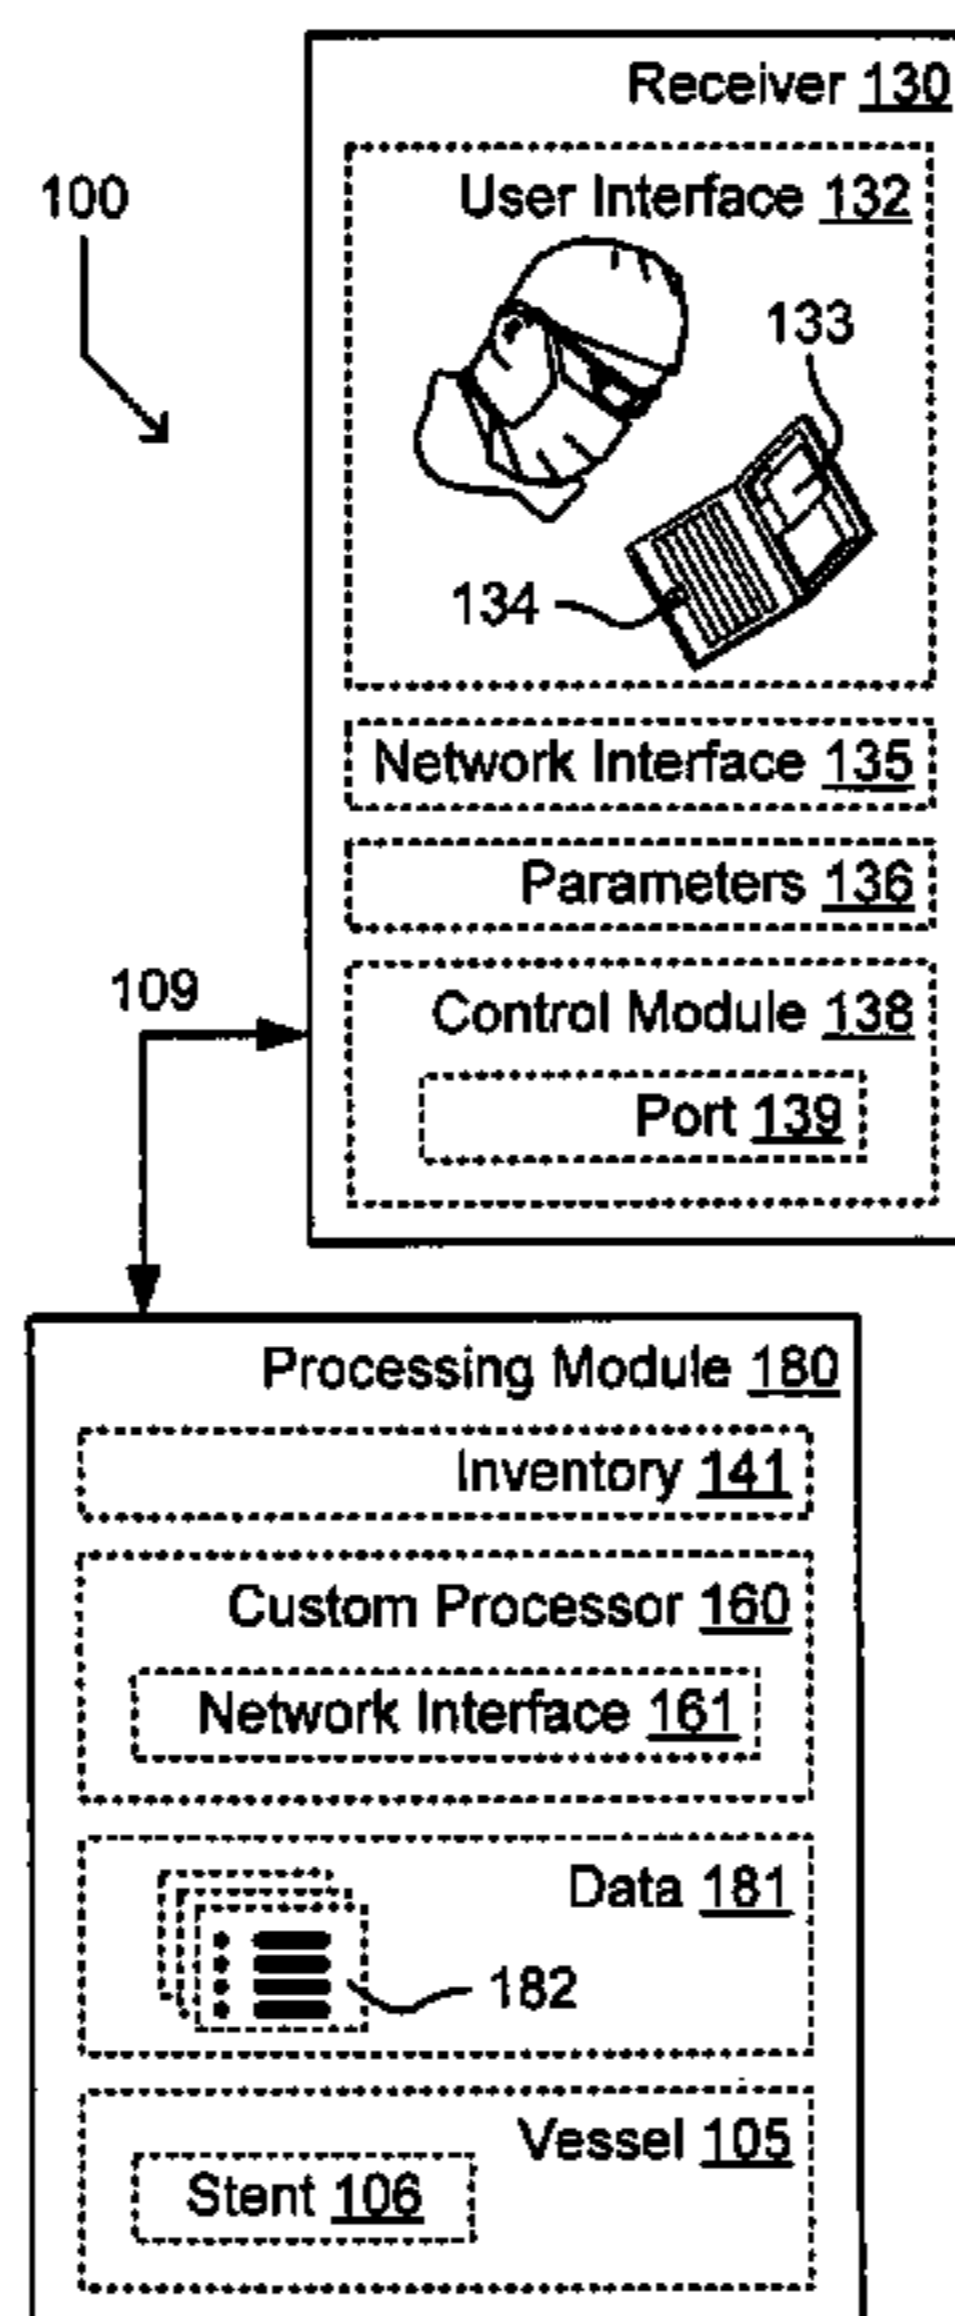 Receiver 130
100
User Interface 132
133
134
Network Interface 135
Parameters 136
109
Control Module 138
Port 139
Processing Module 180
Inventory 141
Custom Processor 160
Network Interface 161
Data 181
182
Vessel 105
Stent 106